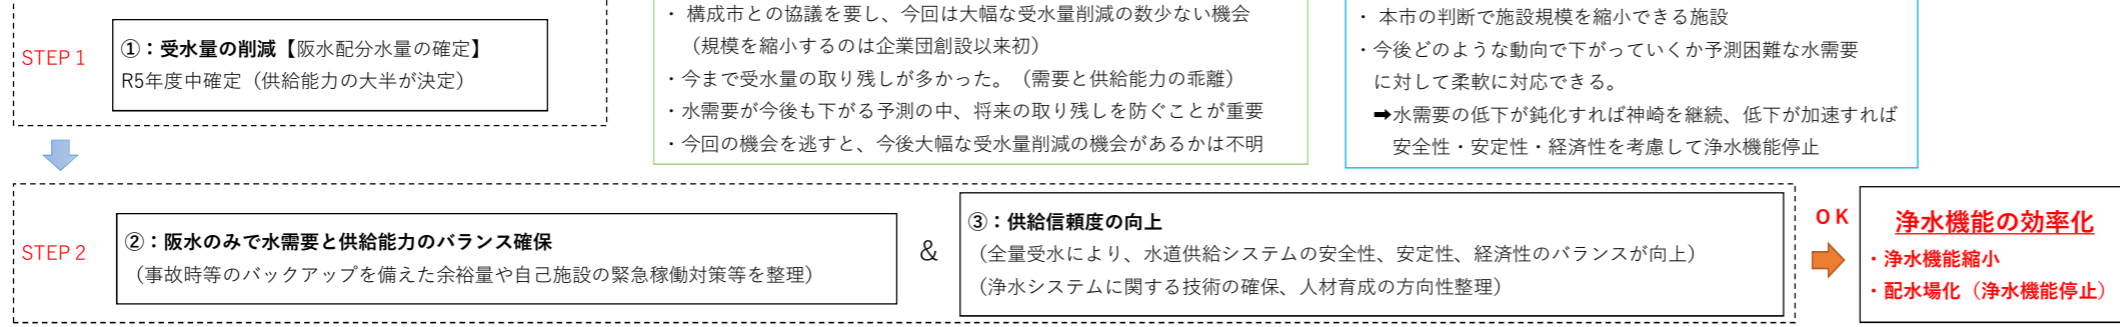 STEP 1
①：受水量の削減【阪水配分水量の確定】
R5年度中確定（供給能力の大半が決定）
・ 構成市との協議を要し、今回は大幅な受水量削減の数少ない機会
（規模を縮小するのは企業団創設以来初）
・今まで受水量の取り残しが多かった。（需要と供給能力の乖離）
・水需要が今後も下がる予測の中、将来の取り残しを防ぐことが重要
・今回の機会を逃すと、今後大幅な受水量削減の機会があるかは不明
・ 本市の判断で施設規模を縮小できる施設
・今後どのような動向で下がっていくか予測困難な水需要
に対して柔軟に対応できる。
➡水需要の低下が鈍化すれば神崎を継続、低下が加速すれば
安全性・安定性・経済性を考慮して浄水機能停止
STEP 2
②：阪水のみで水需要と供給能力のバランス確保
（事故時等のバックアップを備えた余裕量や自己施設の緊急稼働対策等を整理）
&
③：供給信頼度の向上
（全量受水により、水道供給システムの安全性、安定性、経済性のバランスが向上）
（浄水システムに関する技術の確保、人材育成の方向性整理）
ＯＫ
浄水機能の効率化
・浄水機能縮小
・配水場化（浄水機能停止）